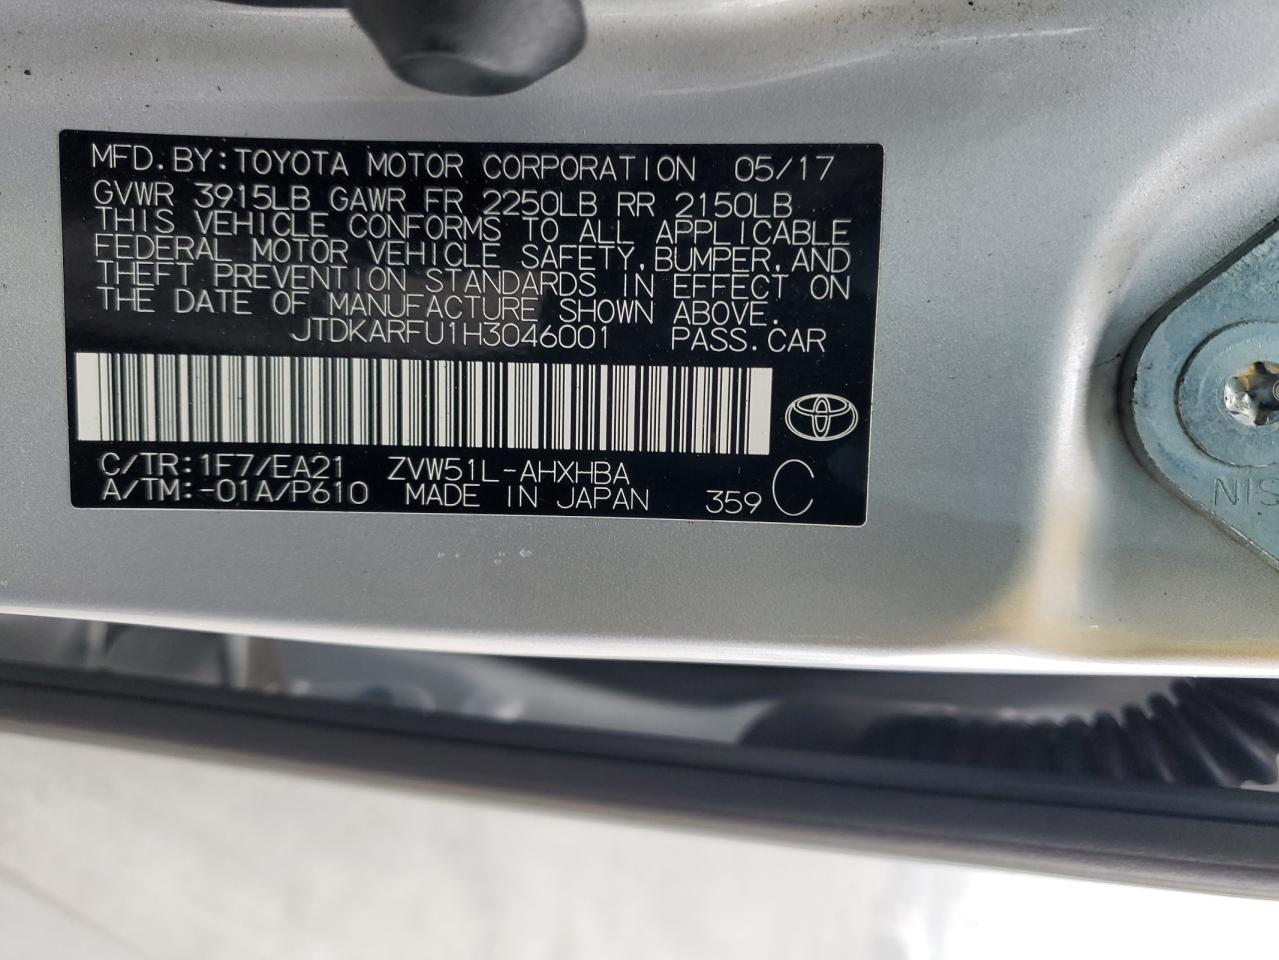 MFD.BY:TOYOTA MOTOR CORPORATION 05/17
GVWR 3915LB GAWR FR 2250LB RR 2150LB
THIS VEHICLE CONFORMS TO ALL APPLICABLE
FEDERAL MOTOR VEHICLE SAFETY,BUMPER,AND
THEFT PREVENTION STANDARDS IN EFFECT ON
THE DATE OF MANUFACTURE SHOWN ABOVE.
JTDKARFU1H3046001 PASS.CAR
C/TR:1F7/EA21 ZVW51L-AHXHBA
A/TM:-01A/P610 MADE IN JAPAN 359 C
NIS